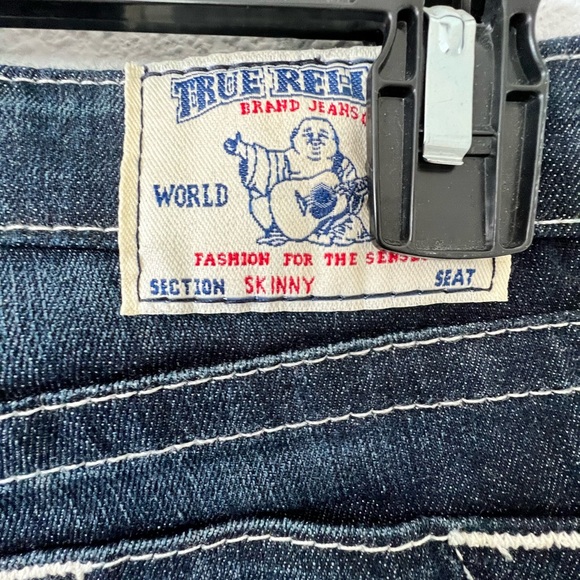 TRUE
BRAND JEANS
WORLD
FASHION FOR THE
SECTION SKINNY SEAT